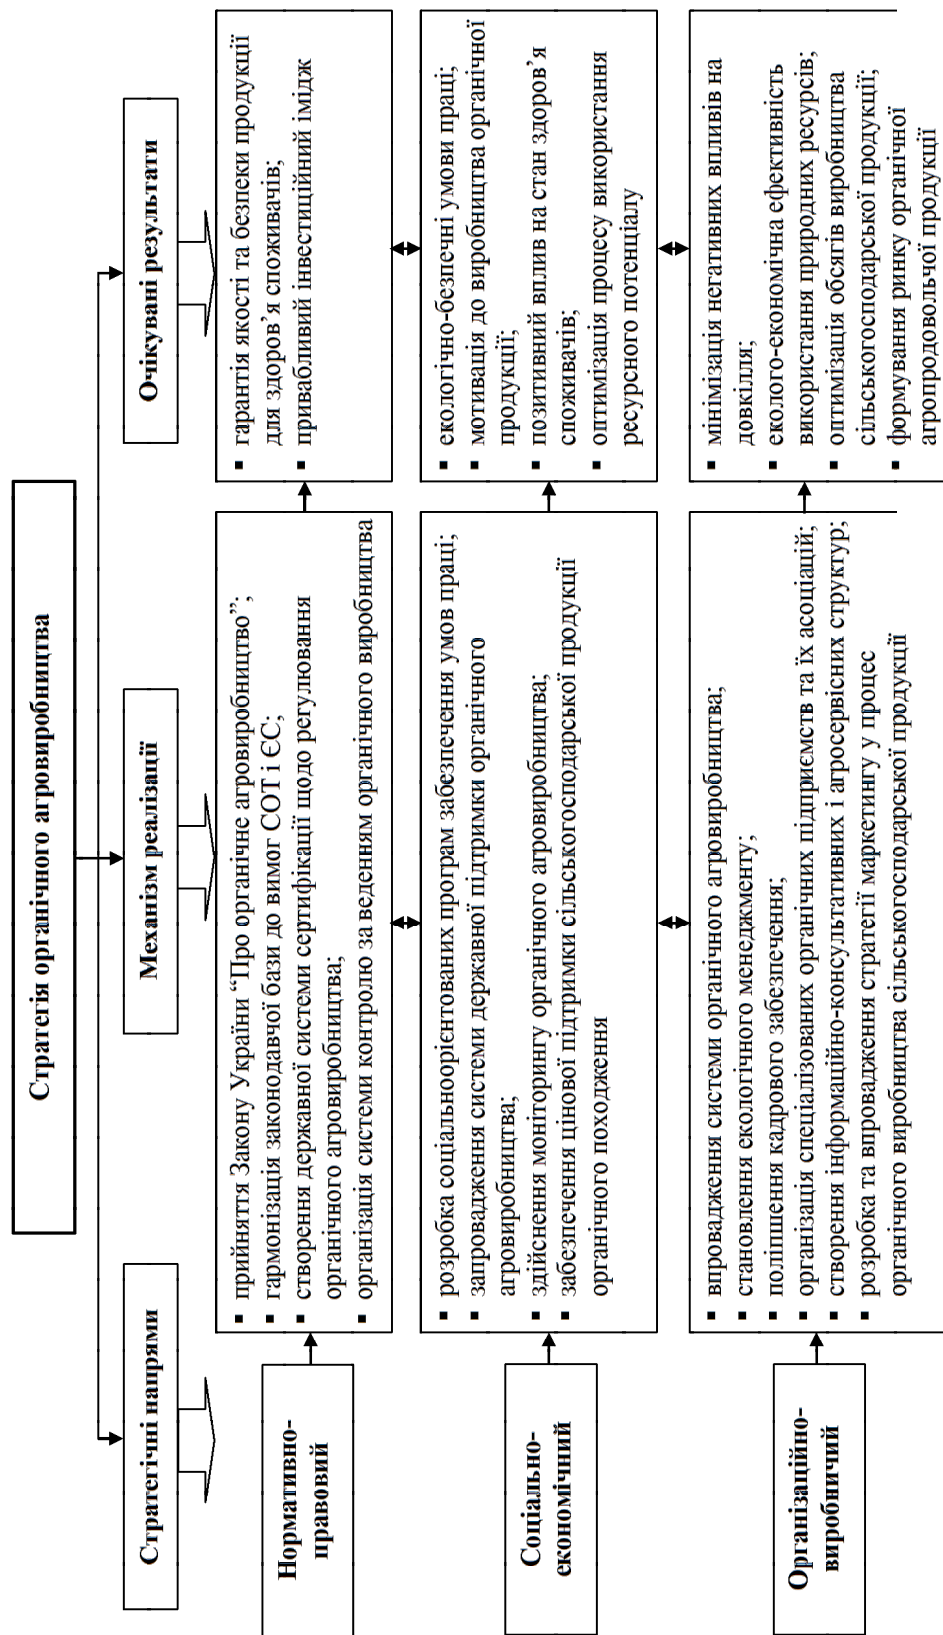 Стратегія органічного агровиробництва
Стратегічні напрями
Механізм реалізації
Очікувані результати
Нормативно-
правовий
▪ прийняття Закону України “Про органічне агровиробництво”;
▪ гармонізація законодавчої бази до вимог СОТ і ЄС;
▪ створення державної системи сертифікації щодо регулювання
органічного агровиробництва;
▪ організація системи контролю за веденням органічного виробництва
▪ гарантія якості та безпеки продукції
для здоров’я споживачів;
▪ привабливий інвестиційний імідж
Соціально-
економічний
▪ розробка соціальноорієнтованих програм забезпечення умов праці;
▪ запровадження системи державної підтримки органічного
агровиробництва;
▪ здійснення моніторингу органічного агровиробництва;
▪ забезпечення цінової підтримки сільськогосподарської продукції
органічного походження
▪ екологічно-безпечні умови праці;
▪ мотивація до виробництва органічної
продукції;
▪ позитивний вплив на стан здоров’я
споживачів;
▪ оптимізація процесу використання
ресурсного потенціалу
Організаційно-
виробничий
▪ впровадження системи органічного агровиробництва;
▪ становлення екологічного менеджменту;
▪ поліпшення кадрового забезпечення;
▪ організація спеціалізованих органічних підприємств та їх асоціацій;
▪ створення інформаційно-консультативних і агросервісних структур;
▪ розробка та впровадження стратегії маркетингу у процес
органічного виробництва сільськогосподарської продукції
▪ мінімізація негативних впливів на
довкілля;
▪ еколого-економічна ефективність
використання природних ресурсів;
▪ оптимізація обсягів виробництва
сільськогосподарської продукції;
▪ формування ринку органічної
агропродовольчої продукції